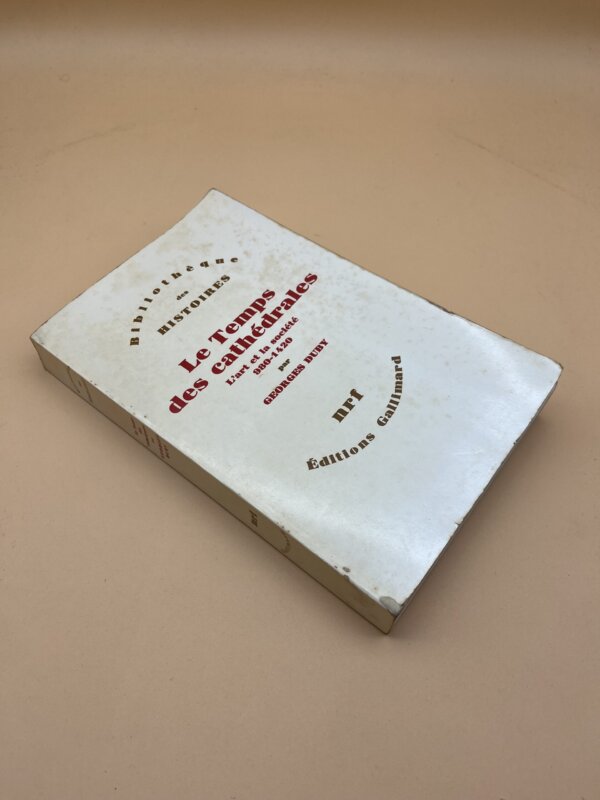 Bibliothèque
des
HISTOIRES
Le Temps
des cathédrales
L'art et la société
980-1420
par
GEORGES DUBY
nrf
Éditions Gallimard
nrf